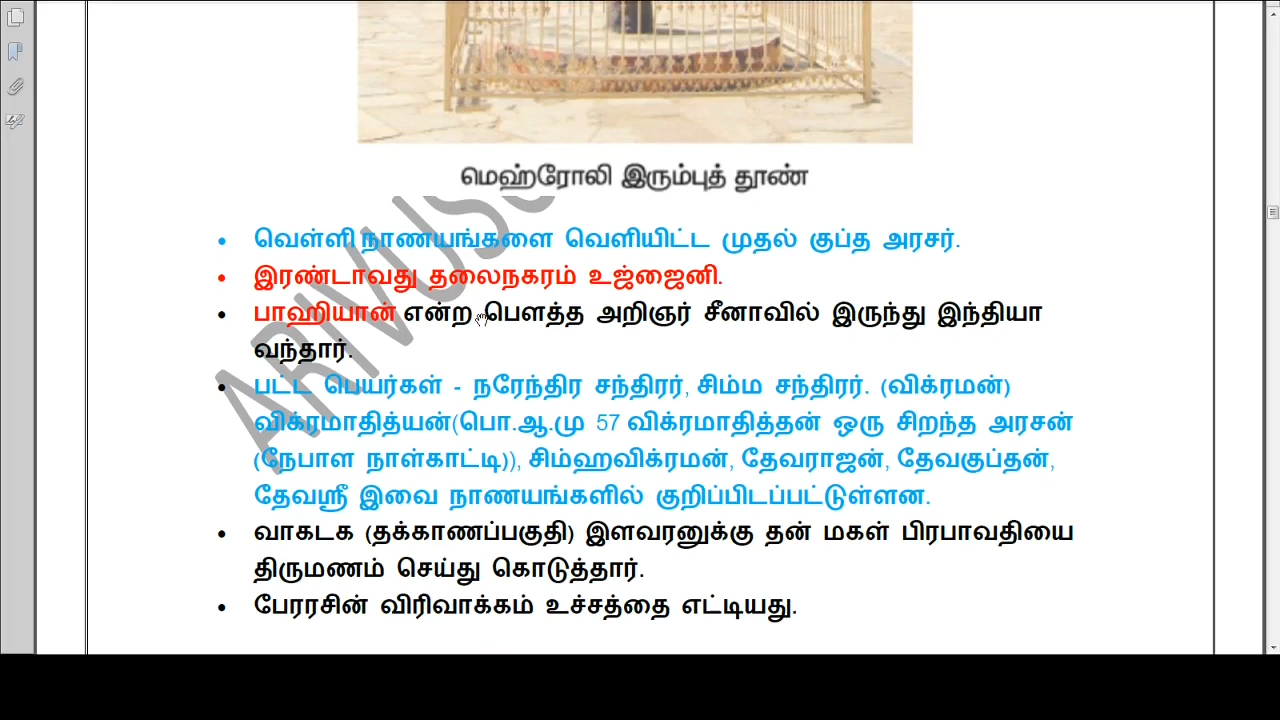 மெஹ்ரோலி இரும்புத் தூண்
வெள்ளி நாணயங்களை வெளியிட்ட முதல் குப்த அரசர்.
இரண்டாவது தலைநகரம் உஜ்ஜைனி.
பாஹியான் என்ற பௌத்த அறிஞர் சீனாவில் இருந்து இந்தியா
வந்தார்.
பட்ட பெயர்கள் - நரேந்திர சந்திரர், சிம்ம சந்திரர். (விக்ரமன்)
விக்ரமாதித்யன்(பொ.ஆ.மு 57 விக்ரமாதித்தன் ஒரு சிறந்த அரசன்
(நேபாள நாள்காட்டி)), சிம்ஹவிக்ரமன், தேவராஜன், தேவகுப்தன்,
தேவஸ்ரீ இவை நாணயங்களில் குறிப்பிடப்பட்டுள்ளன.
வாகடக (தக்காணப்பகுதி) இளவரனுக்கு தன் மகள் பிரபாவதியை
திருமணம் செய்து கொடுத்தார்.
பேரரசின் விரிவாக்கம் உச்சத்தை எட்டியது.